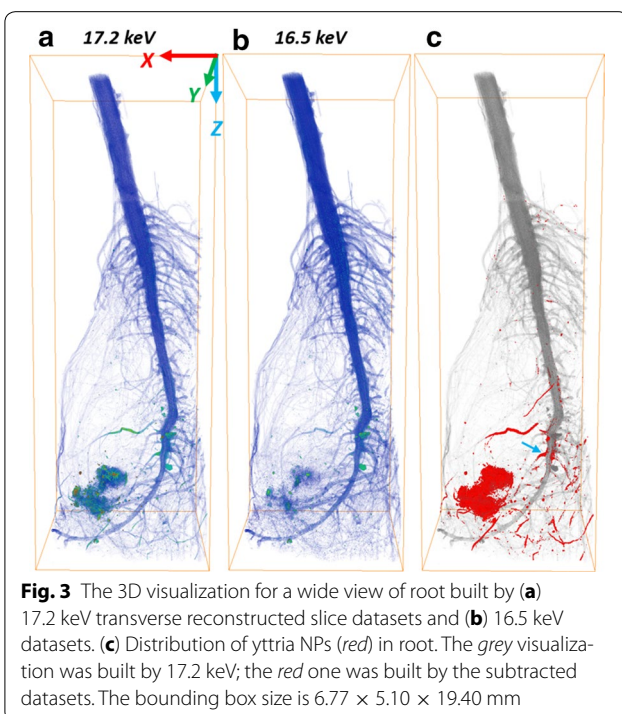 a 17.2 keV b 16.5 keV c
X
Y
Z
Fig. 3 The 3D visualization for a wide view of root built by (a)
17.2 keV transverse reconstructed slice datasets and (b) 16.5 keV
datasets. (c) Distribution of yttria NPs (red) in root. The grey visualiza-
tion was built by 17.2 keV; the red one was built by the subtracted
datasets. The bounding box size is 6.77 × 5.10 × 19.40 mm